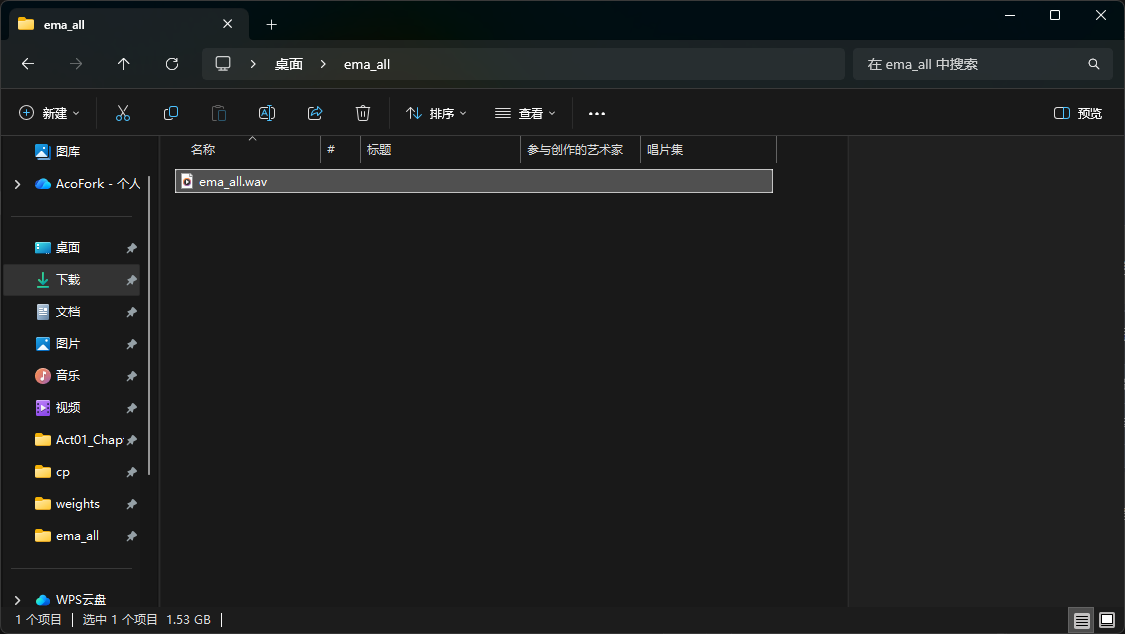 ema_all
桌面 ema_all
在 ema_all 中搜索
新建
排序
查看
预览
图库
AcoFork - 个人
桌面
下载
文档
图片
音乐
视频
Act01_Chap
cp
weights
ema_all
WPS云盘
名称 # 标题 参与创作的艺术家 唱片集
ema_all.wav
1 个项目 选中 1 个项目 1.53 GB